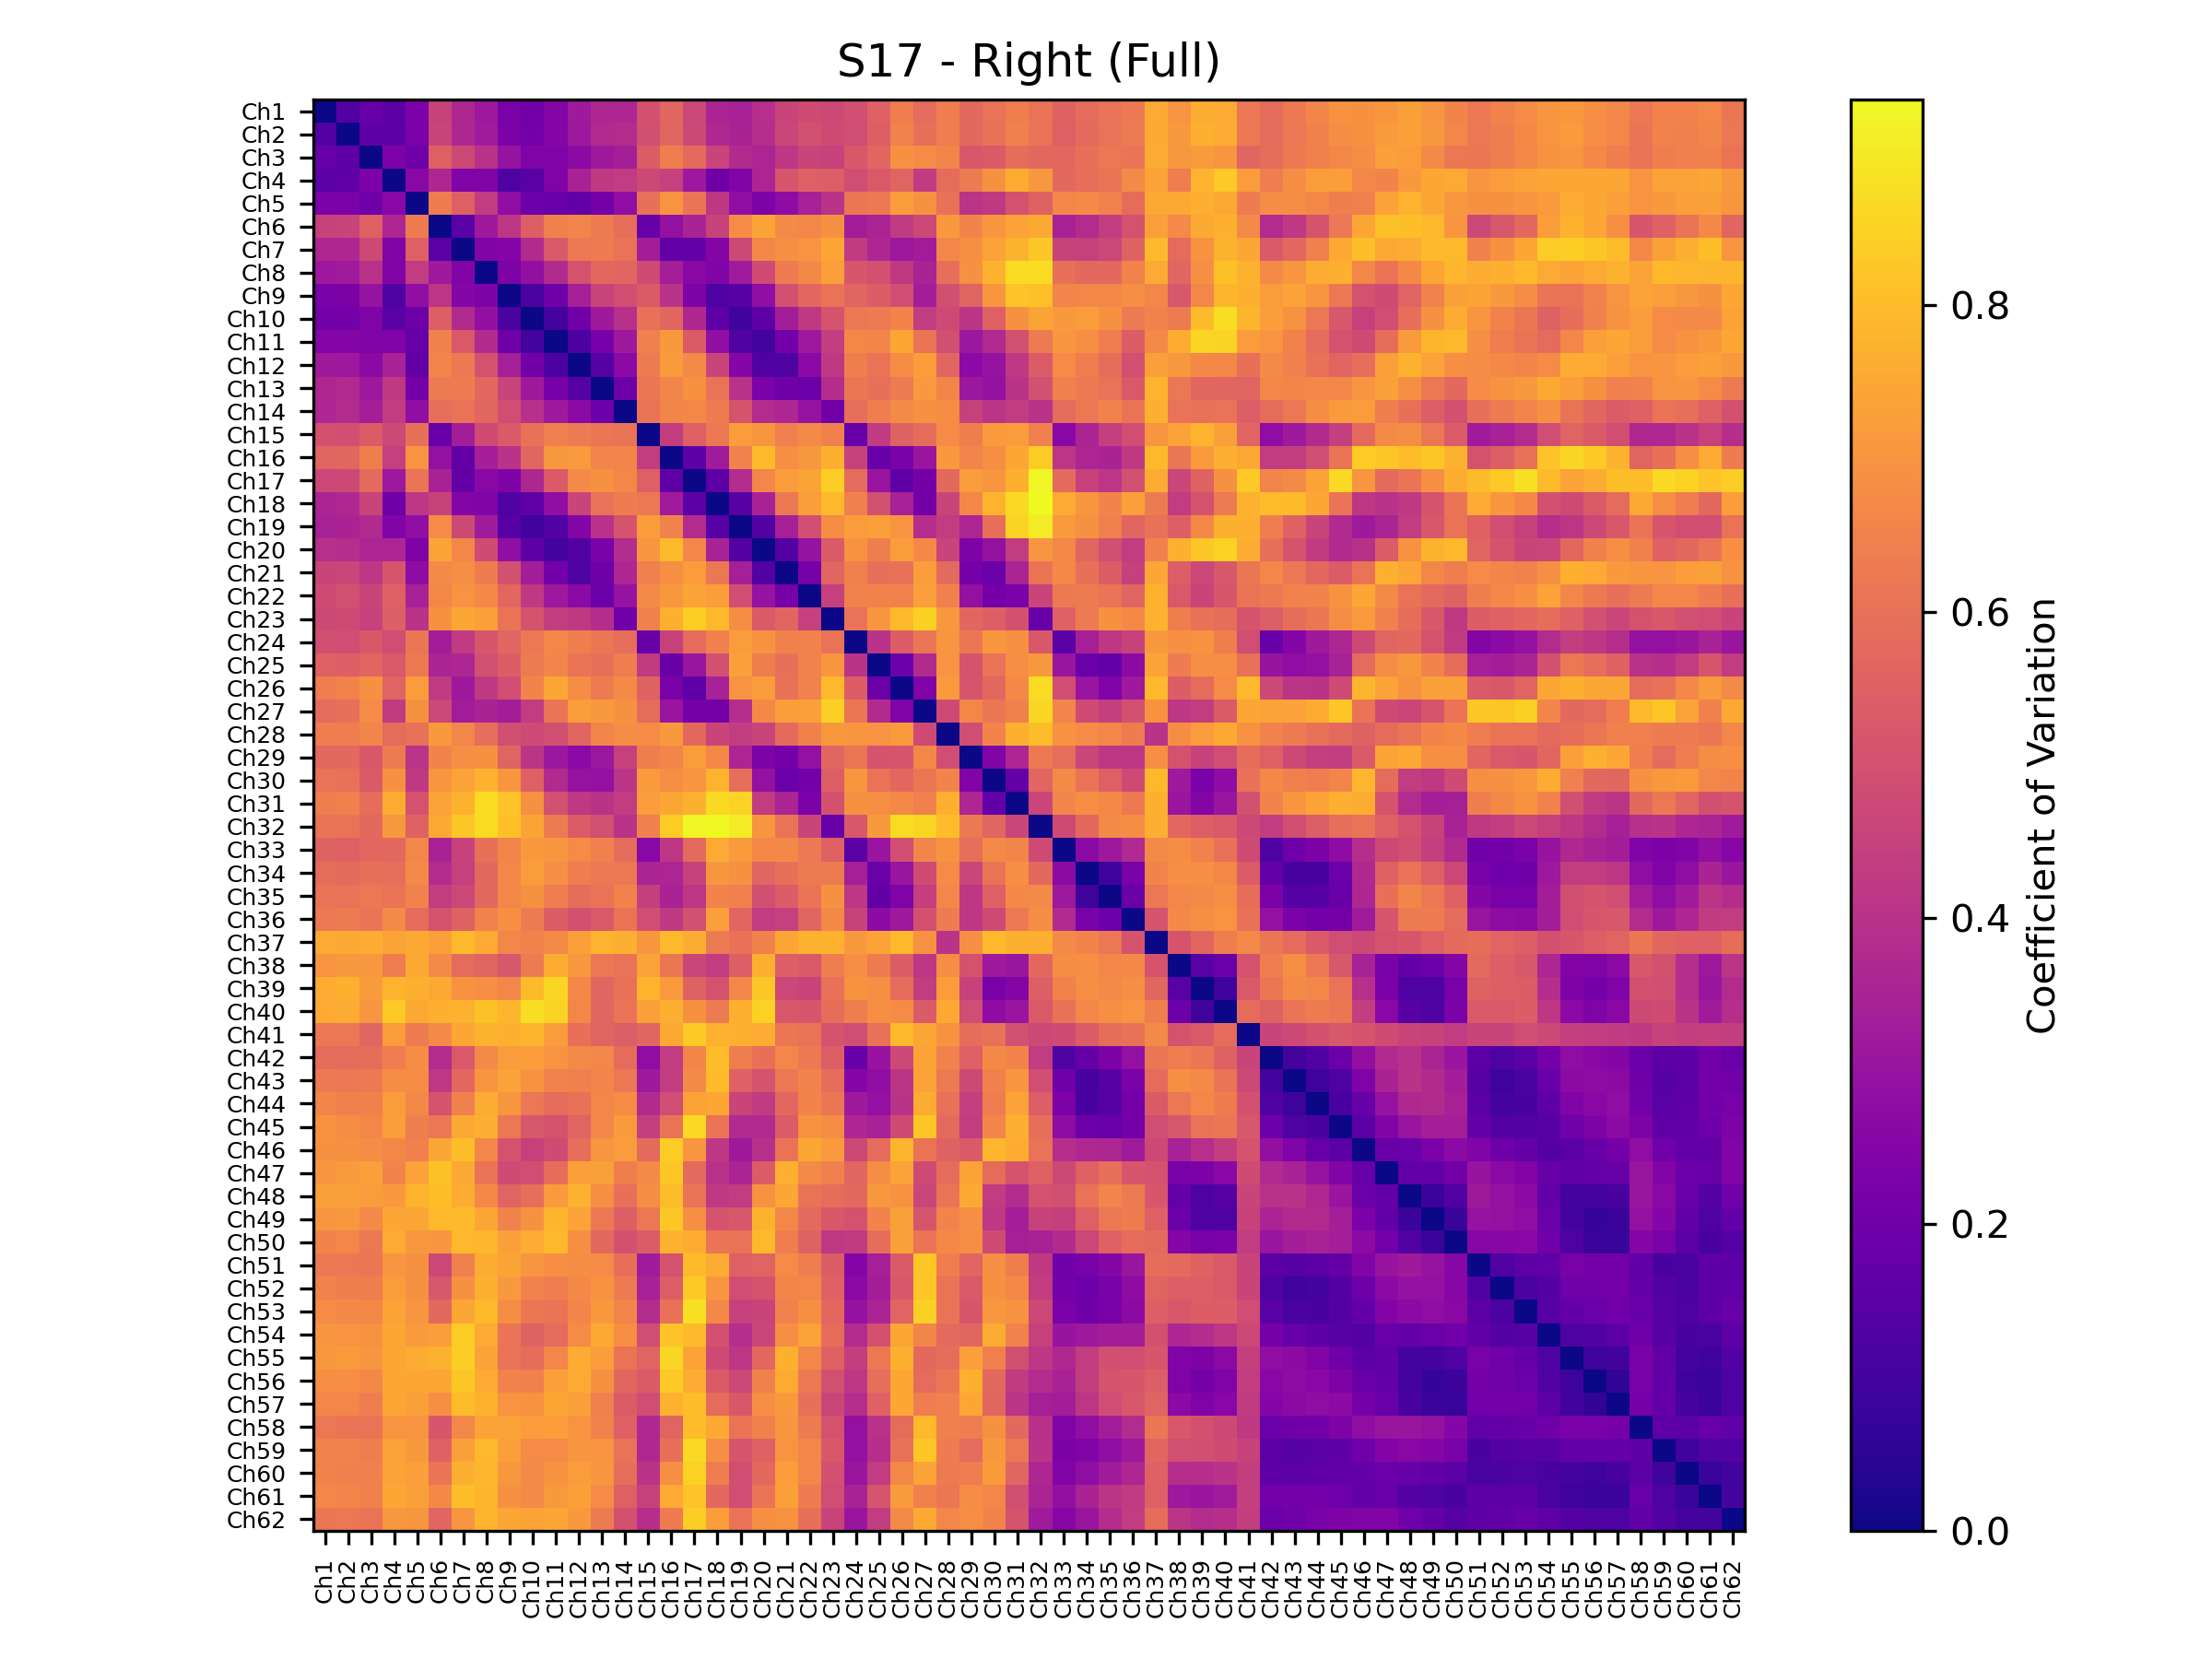 S17 - Right (Full)
Ch1
Ch2
Ch3
Ch4
Ch5
Ch6
Ch7
Ch8
Ch9
Ch10
Ch11
Ch12
Ch13
Ch14
Ch15
Ch16
Ch17
Ch18
Ch19
Ch20
Ch21
Ch22
Ch23
Ch24
Ch25
Ch26
Ch27
Ch28
Ch29
Ch30
Ch31
Ch32
Ch33
Ch34
Ch35
Ch36
Ch37
Ch38
Ch39
Ch40
Ch41
Ch42
Ch43
Ch44
Ch45
Ch46
Ch47
Ch48
Ch49
Ch50
Ch51
Ch52
Ch53
Ch54
Ch55
Ch56
Ch57
Ch58
Ch59
Ch60
Ch61
Ch62
Ch1
Ch2
Ch3
Ch4
Ch5
Ch6
Ch7
Ch8
Ch9
Ch10
Ch11
Ch12
Ch13
Ch14
Ch15
Ch16
Ch17
Ch18
Ch19
Ch20
Ch21
Ch22
Ch23
Ch24
Ch25
Ch26
Ch27
Ch28
Ch29
Ch30
Ch31
Ch32
Ch33
Ch34
Ch35
Ch36
Ch37
Ch38
Ch39
Ch40
Ch41
Ch42
Ch43
Ch44
Ch45
Ch46
Ch47
Ch48
Ch49
Ch50
Ch51
Ch52
Ch53
Ch54
Ch55
Ch56
Ch57
Ch58
Ch59
Ch60
Ch61
Ch62
0.8
0.6
0.4
0.2
0.0
Coefficient of Variation